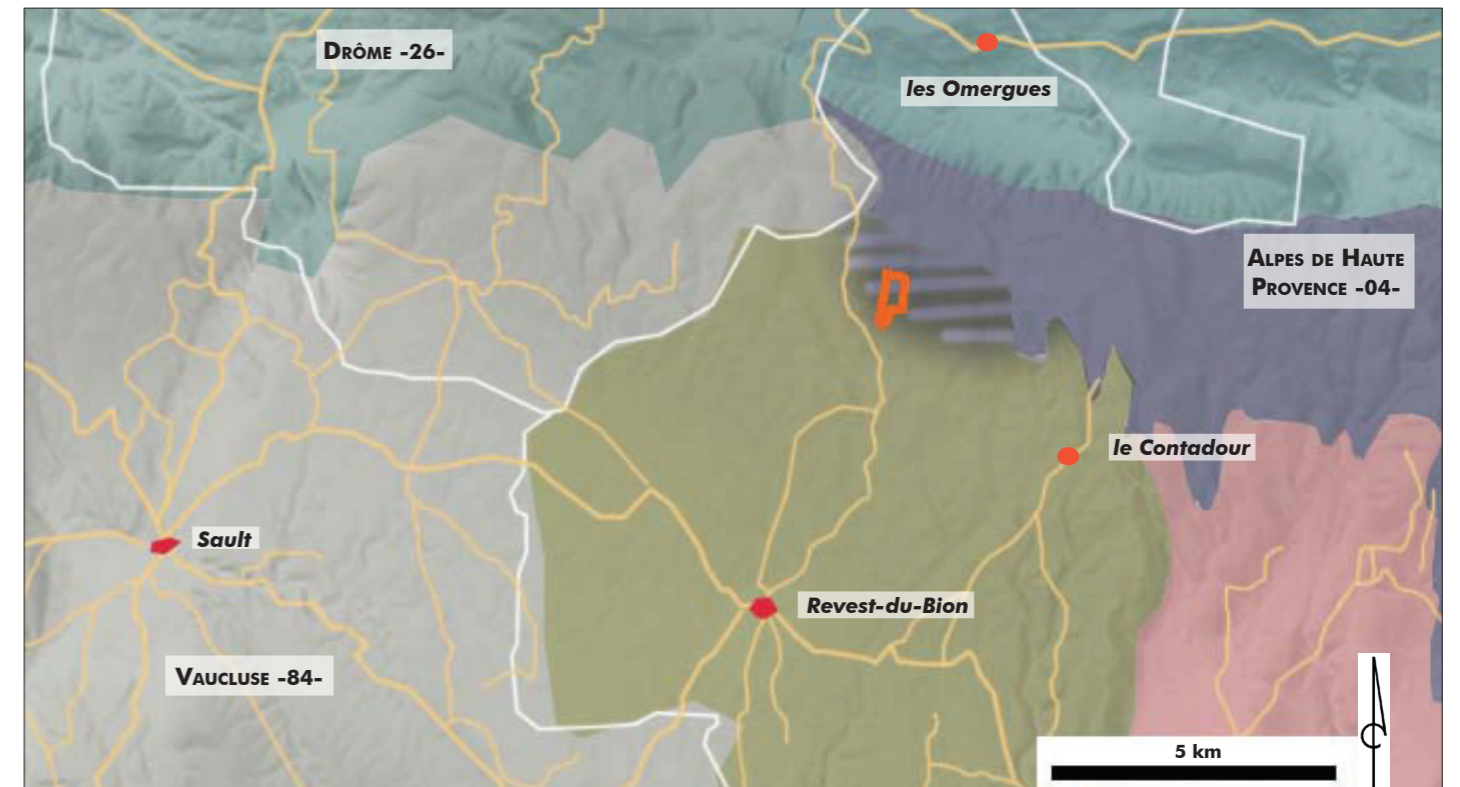 DRÔME -26-
les Omergues
ALPES DE HAUTE
PROVENCE -04-
le Contadour
Sault
Revest-du-Bion
VAUCLUSE -84-
5 km